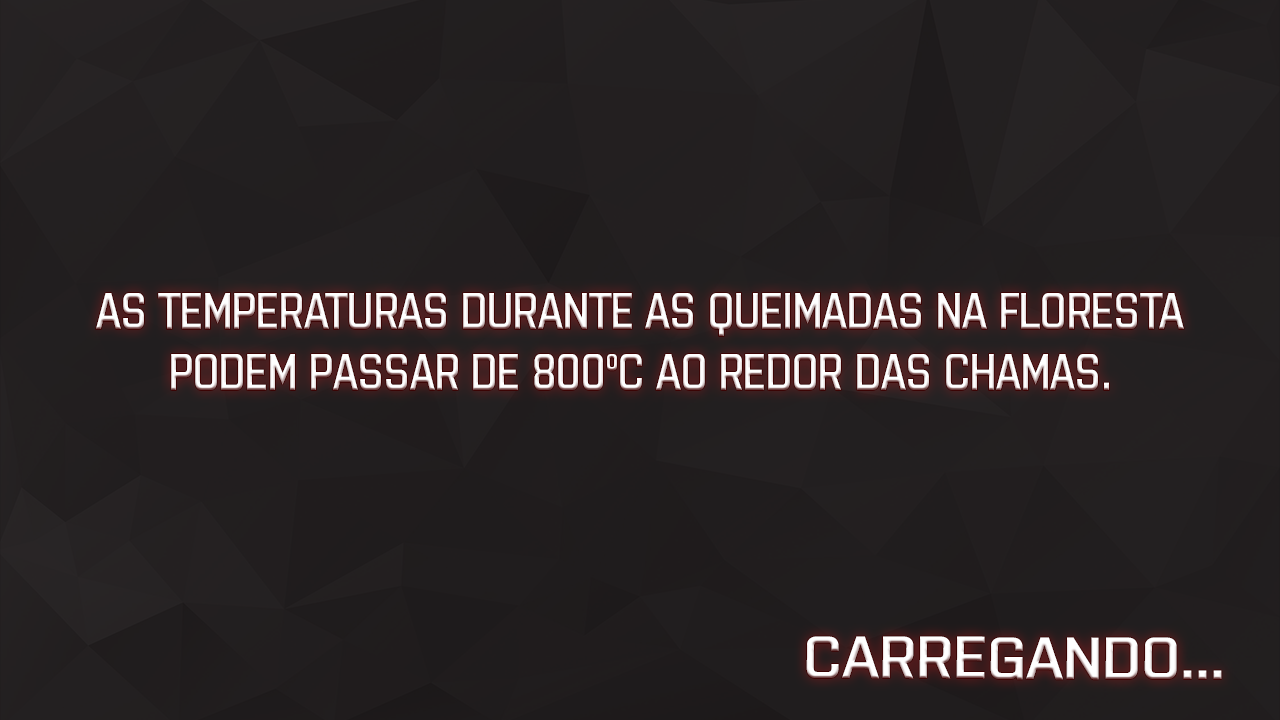 AS TEMPERATURAS DURANTE AS QUEIMADAS NA FLORESTA
PODEM PASSAR DE 800ºC AO REDOR DAS CHAMAS.
CARREGANDO...